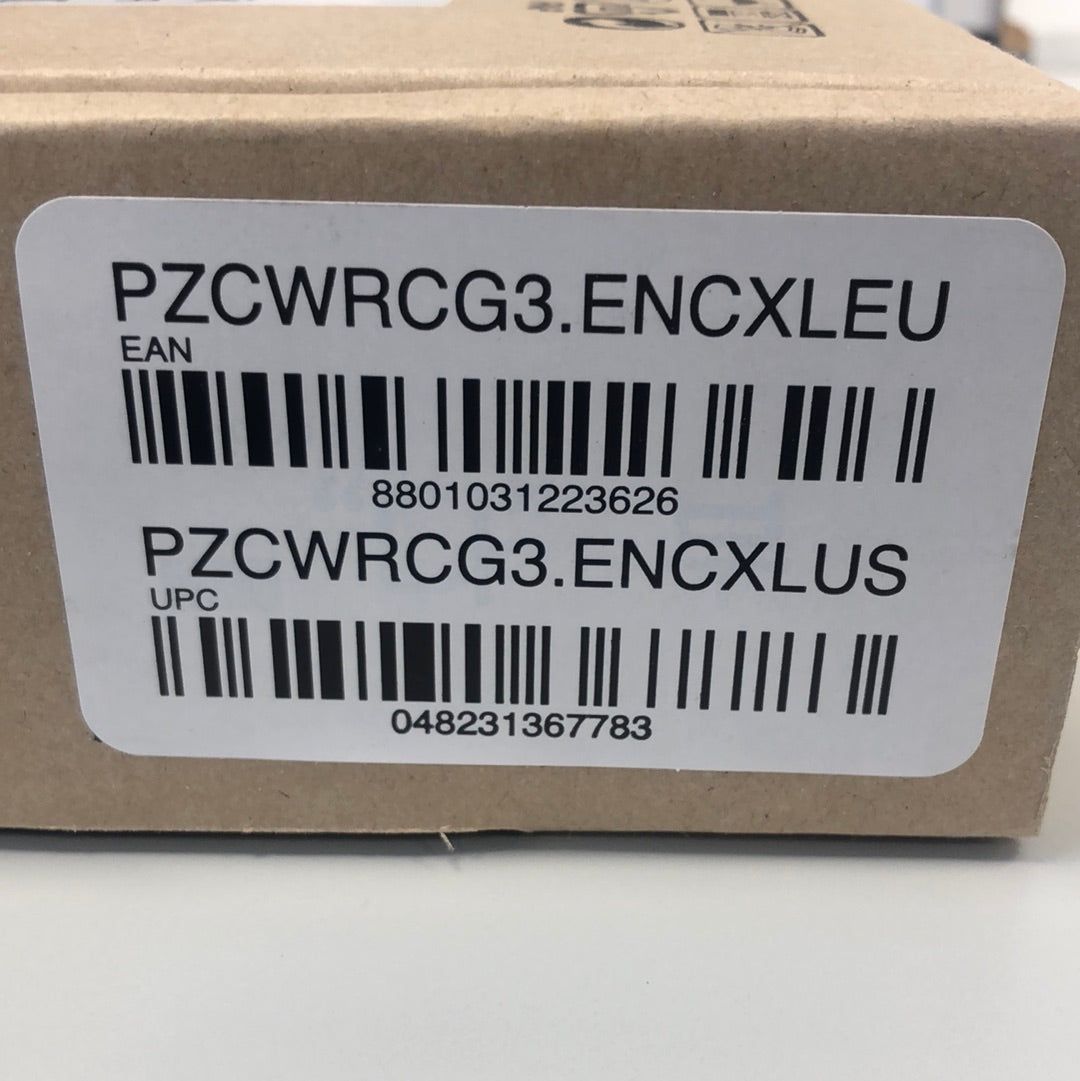 PZCWRCG3.ENCXLEU
EAN
8801031223626
PZCWRCG3.ENCXLUS
UPC
048231367783